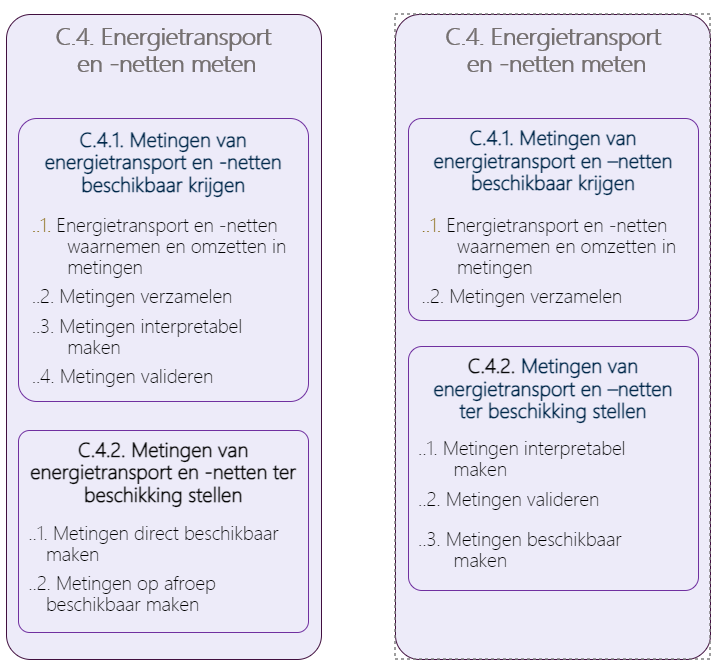 C.4. Energietransport
en -netten meten
C.4.1. Metingen van
energietransport en -netten
beschikbaar krijgen
..1. Energietransport en -netten
waarnemen en omzetten in
metingen
..2. Metingen verzamelen
..3. Metingen interpretabel
maken
..4. Metingen valideren
C.4.2. Metingen van
energietransport en -netten ter
beschikking stellen
..1. Metingen direct beschikbaar
maken
..2. Metingen op afroep
beschikbaar maken
C.4. Energietransport
en -netten meten
C.4.1. Metingen van
energietransport en –netten
beschikbaar krijgen
..1. Energietransport en -netten
waarnemen en omzetten in
metingen
..2. Metingen verzamelen
C.4.2. Metingen van
energietransport en –netten
ter beschikking stellen
..1. Metingen interpretabel
maken
..2. Metingen valideren
..3. Metingen beschikbaar
maken